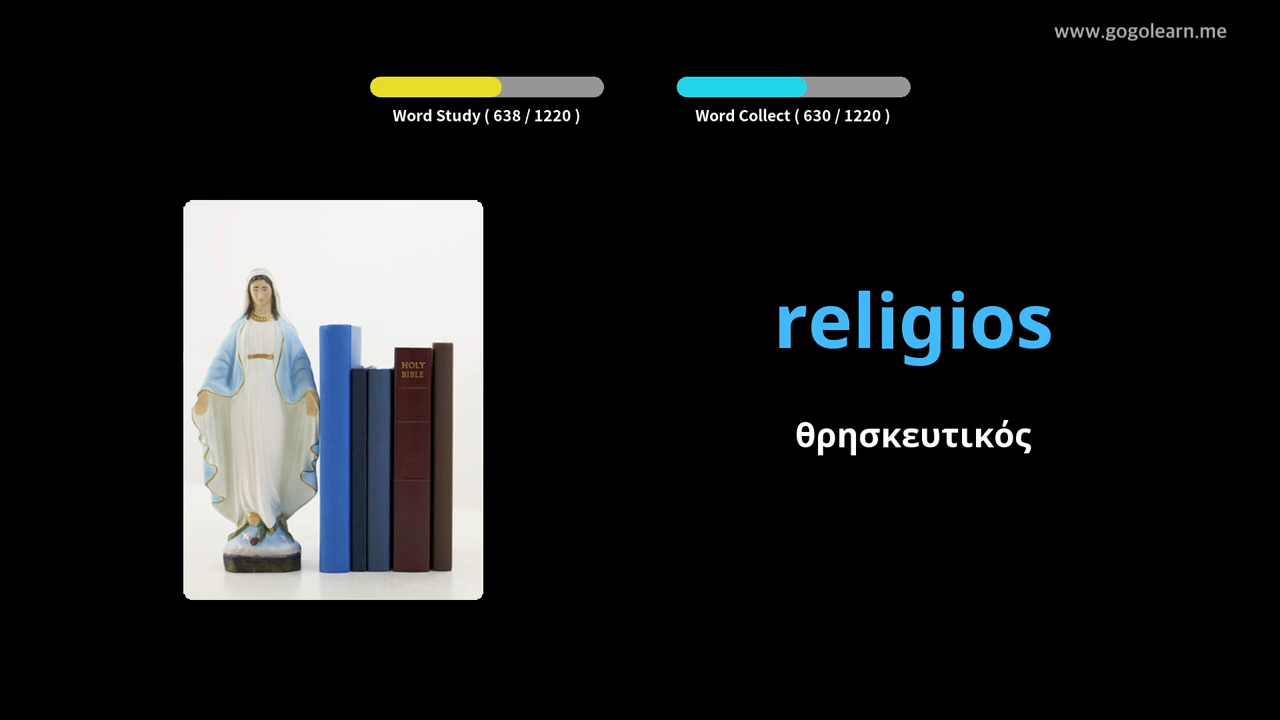 www.gogolearn.me
Word Study ( 638 / 1220 )
Word Collect ( 630 / 1220 )
HOLY
BIBLE
religios
θρησκευτικός